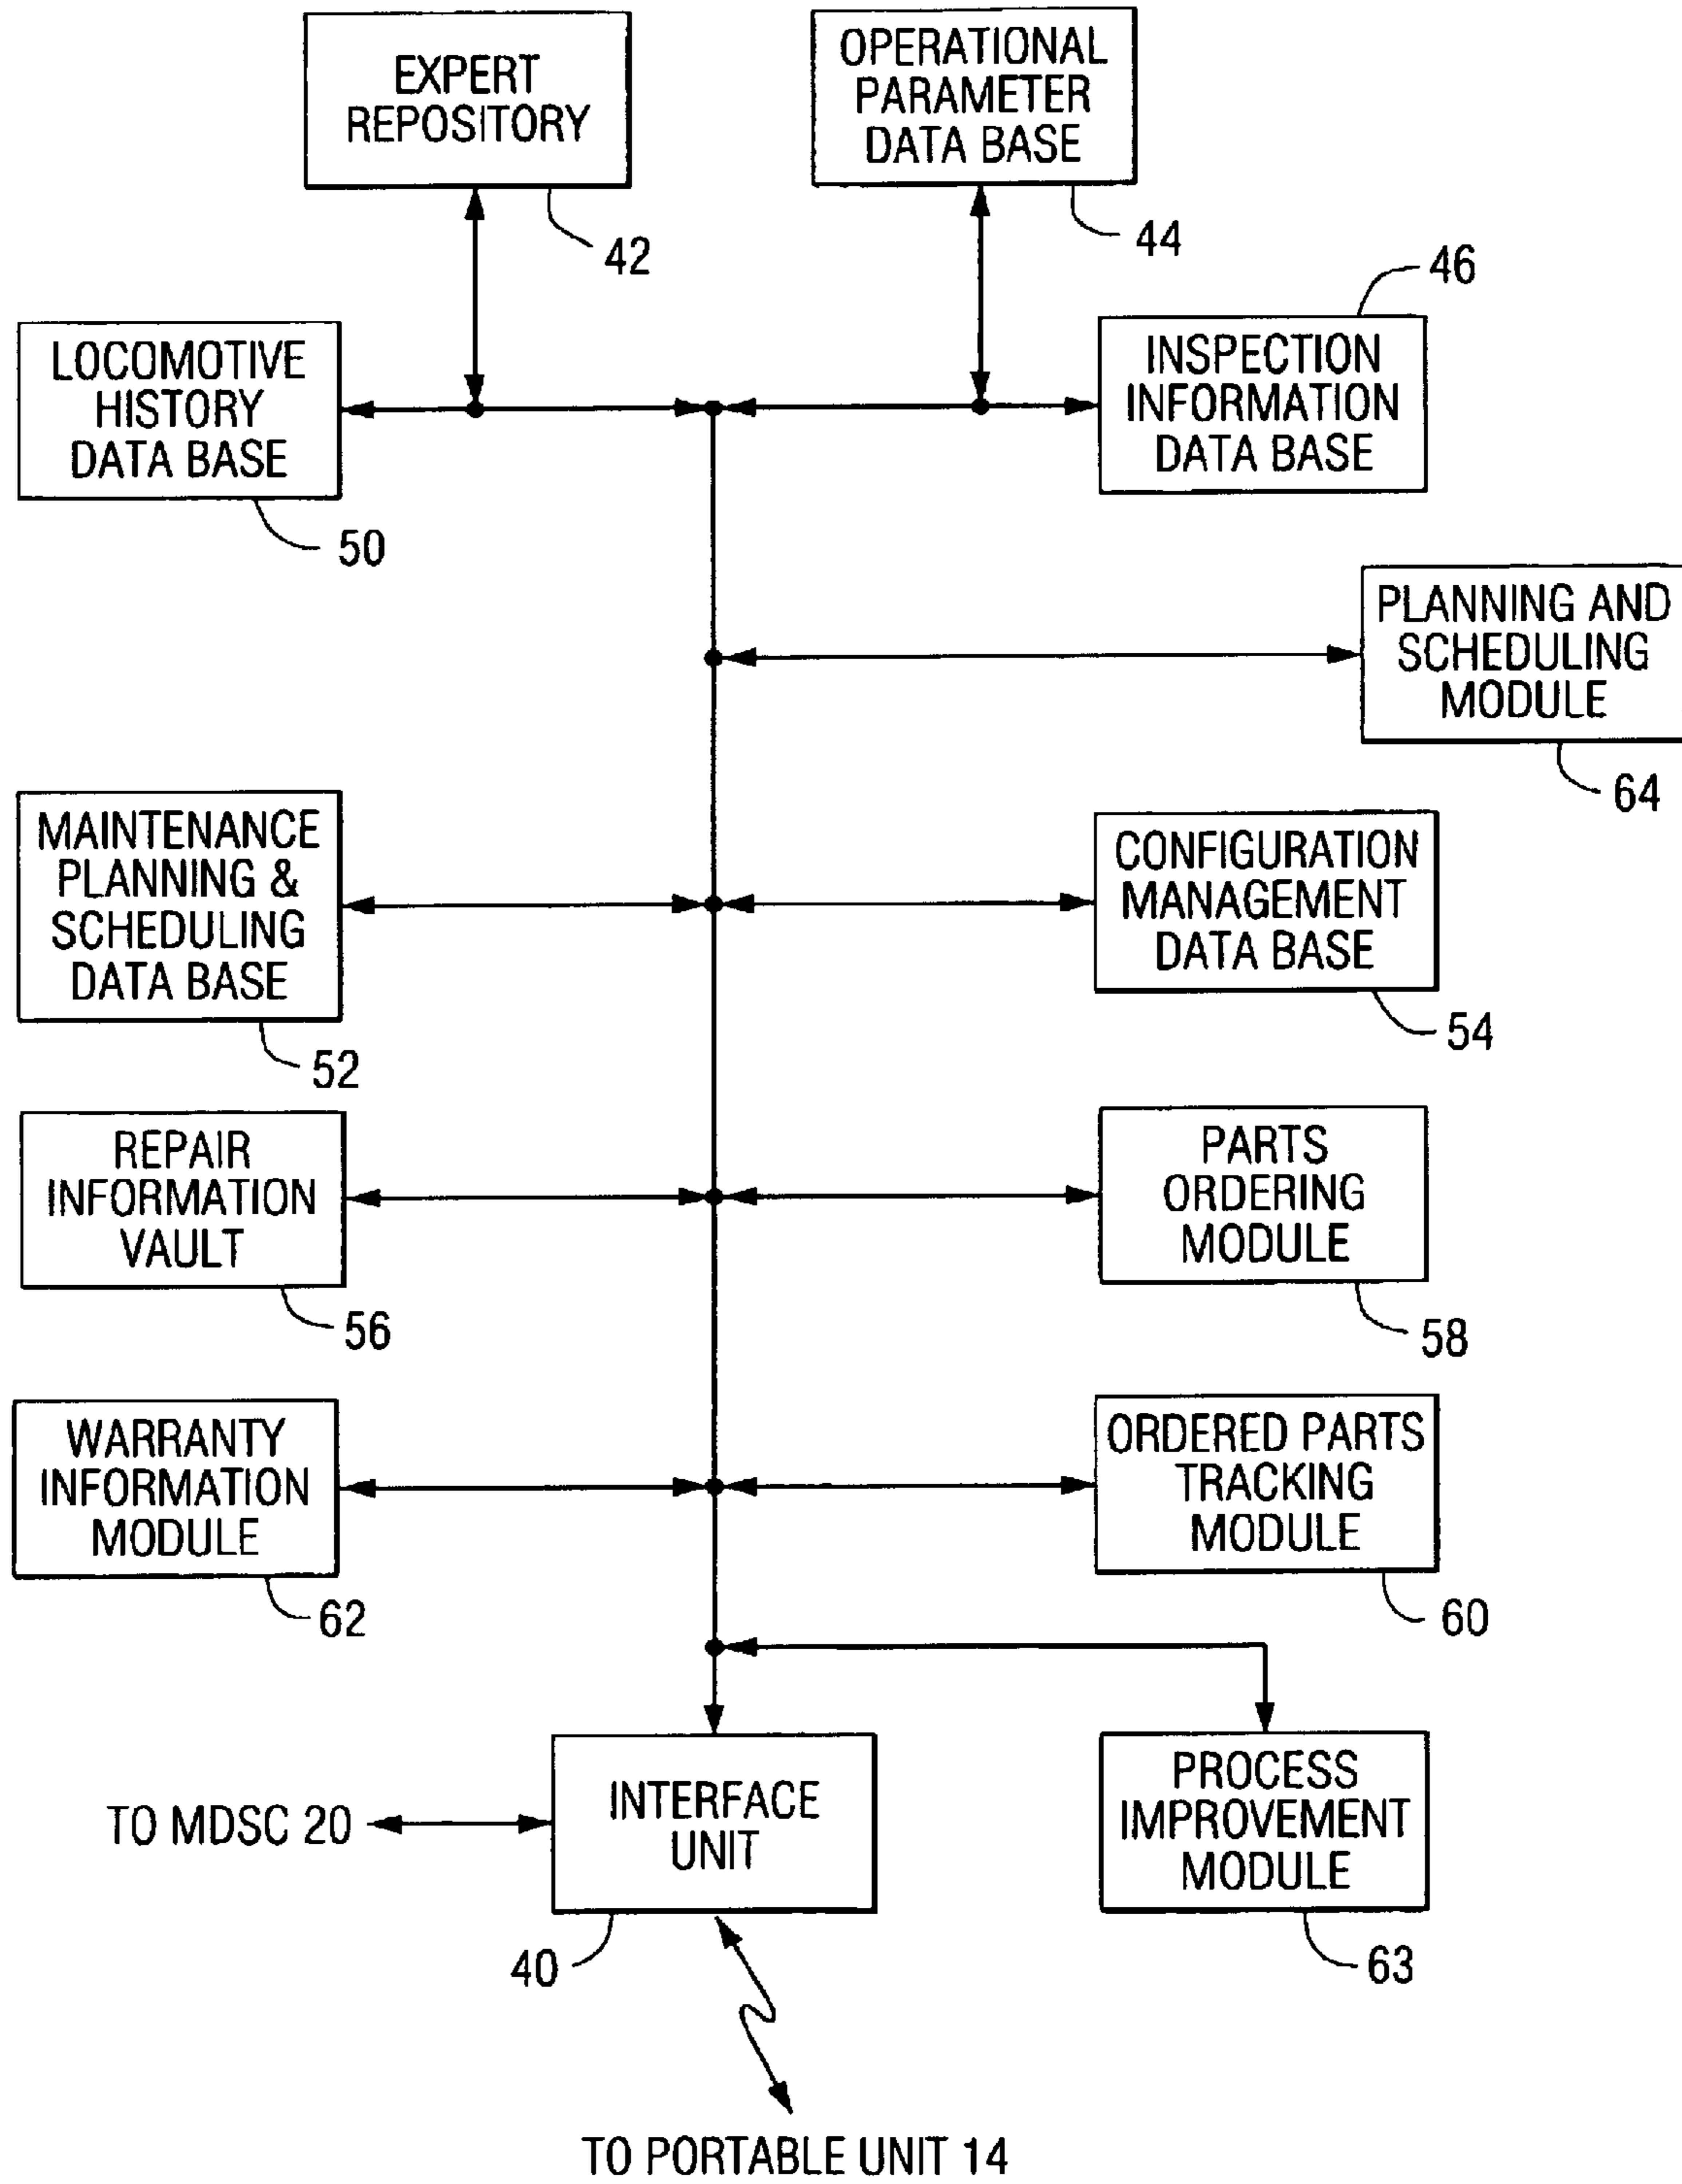 EXPERT
REPOSITORY
42
OPERATIONAL
PARAMETER
DATA BASE
44
46
LOCOMOTIVE
HISTORY
DATA BASE
50
INSPECTION
INFORMATION
DATA BASE
PLANNING AND
SCHEDULING
MODULE
64
MAINTENANCE
PLANNING &
SCHEDULING
DATA BASE
52
CONFIGURATION
MANAGEMENT
DATA BASE
54
REPAIR
INFORMATION
VAULT
56
PARTS
ORDERING
MODULE
58
WARRANTY
INFORMATION
MODULE
62
ORDERED PARTS
TRACKING
MODULE
60
TO MDSC 20
INTERFACE
UNIT
40
PROCESS
IMPROVEMENT
MODULE
63
TO PORTABLE UNIT 14